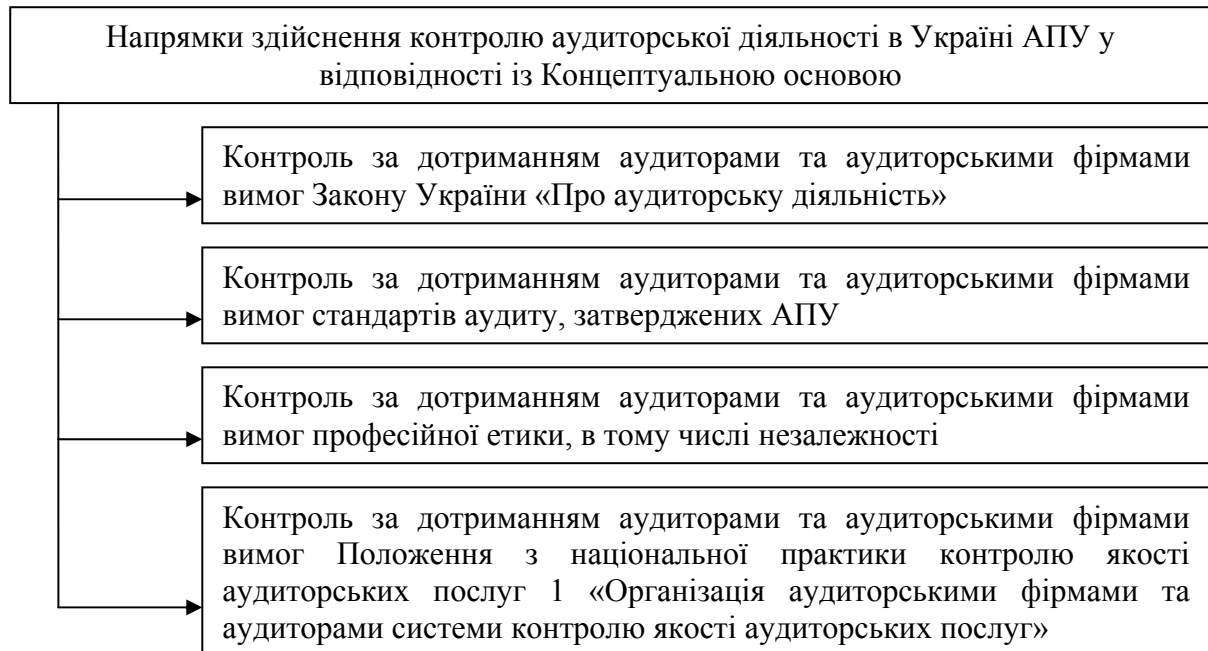 Напрямки здійснення контролю аудиторської діяльності в Україні АПУ у
відповідності із Концептуальною основою
Контроль за дотриманням аудиторами та аудиторськими фірмами
вимог Закону України «Про аудиторську діяльність»
Контроль за дотриманням аудиторами та аудиторськими фірмами
вимог стандартів аудиту, затверджених АПУ
Контроль за дотриманням аудиторами та аудиторськими фірмами
вимог професійної етики, в тому числі незалежності
Контроль за дотриманням аудиторами та аудиторськими фірмами
вимог Положення з національної практики контролю якості
аудиторських послуг 1 «Організація аудиторськими фірмами та
аудиторами системи контролю якості аудиторських послуг»